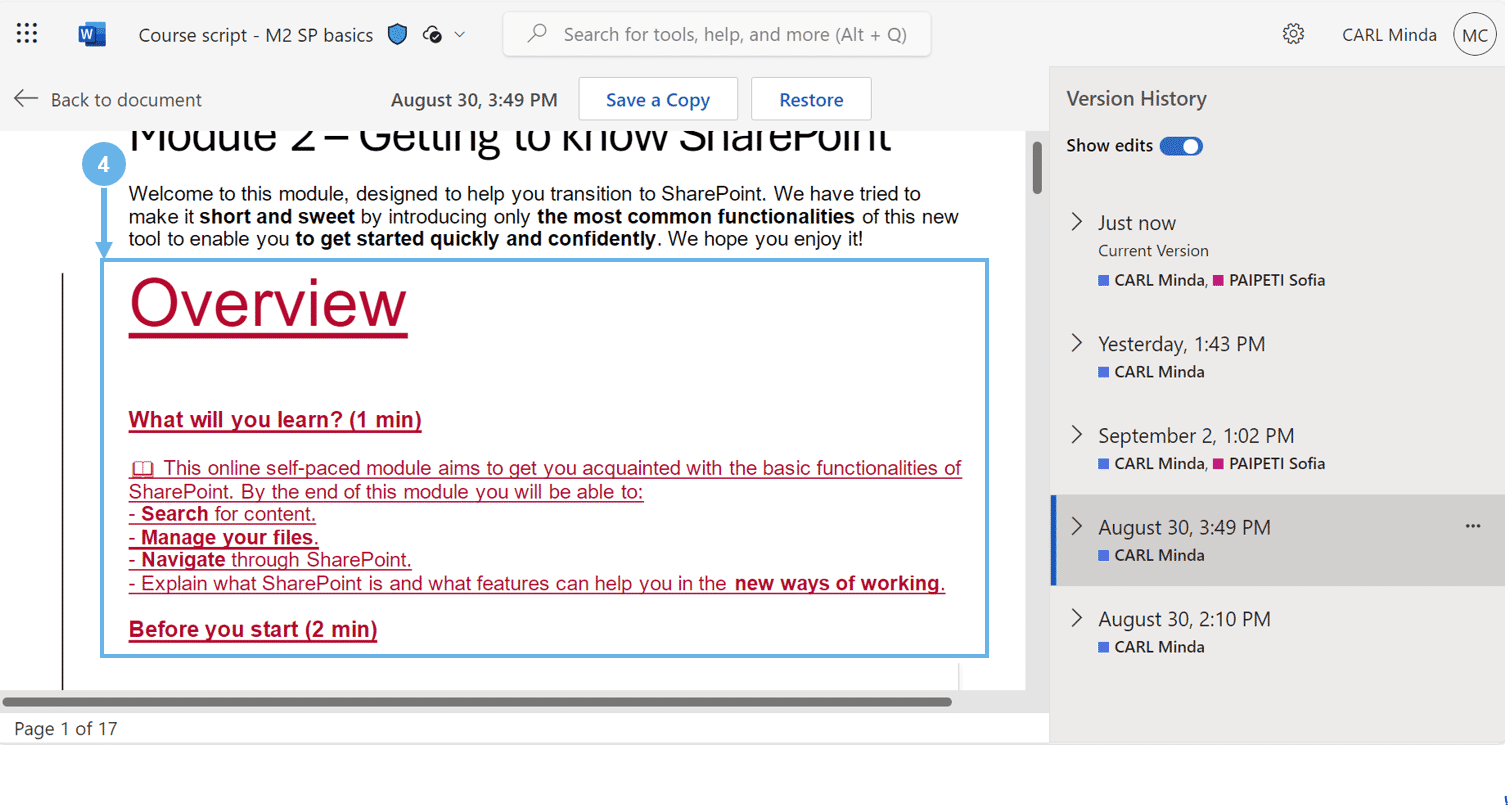 W
Course script - M2 SP basics
Search for tools, help, and more (Alt + Q)
CARL Minda
MC
Back to document
August 30, 3:49 PM
Save a Copy
Restore
Module 2 – Getting to know SharePoint
4
Welcome to this module, designed to help you transition to SharePoint. We have tried to
make it short and sweet by introducing only the most common functionalities of this new
tool to enable you to get started quickly and confidently. We hope you enjoy it!
Overview
What will you learn? (1 min)
📖 This online self-paced module aims to get you acquainted with the basic functionalities of
SharePoint. By the end of this module you will be able to:
- Search for content.
- Manage your files.
- Navigate through SharePoint.
- Explain what SharePoint is and what features can help you in the new ways of working.
Before you start (2 min)
Page 1 of 17
Version History
Show edits
Just now
Current Version
CARL Minda, PAIPETI Sofia
Yesterday, 1:43 PM
CARL Minda
September 2, 1:02 PM
CARL Minda, PAIPETI Sofia
August 30, 3:49 PM
CARL Minda
August 30, 2:10 PM
CARL Minda